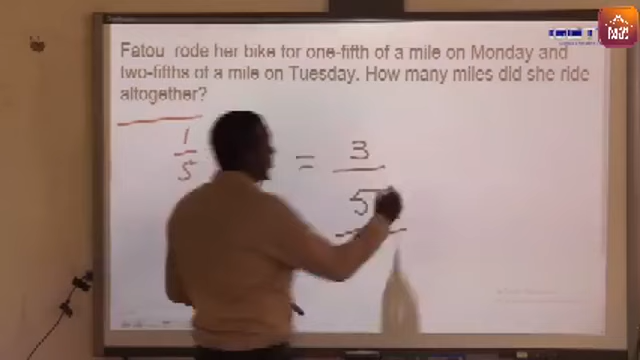 Fatou rode her bike for one-fifth of a mile on Monday and
two-fifths of a mile on Tuesday. How many miles did she ride
altogether?
1
5
= 3
5